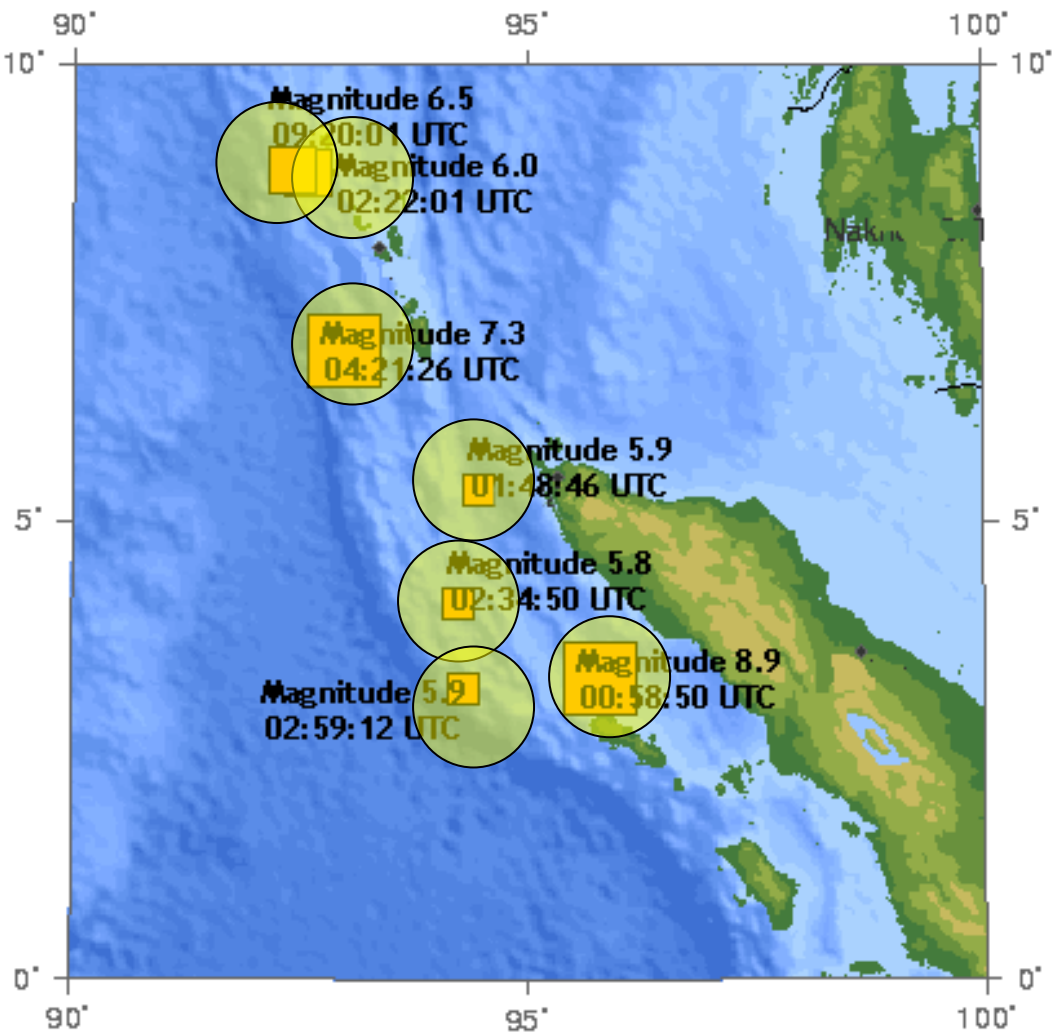 90° 95° 100°
10° 10°
Magnitude 6.5
09:20:01 UTC
Magnitude 6.0
02:22:01 UTC
Magnitude 7.3
04:21:26 UTC
Magnitude 5.9
01:48:46 UTC
5° 5°
Magnitude 5.8
02:34:50 UTC
Magnitude 8.9
00:58:50 UTC
Magnitude 5.9
02:59:12 UTC
0° 0°
90° 95° 100°